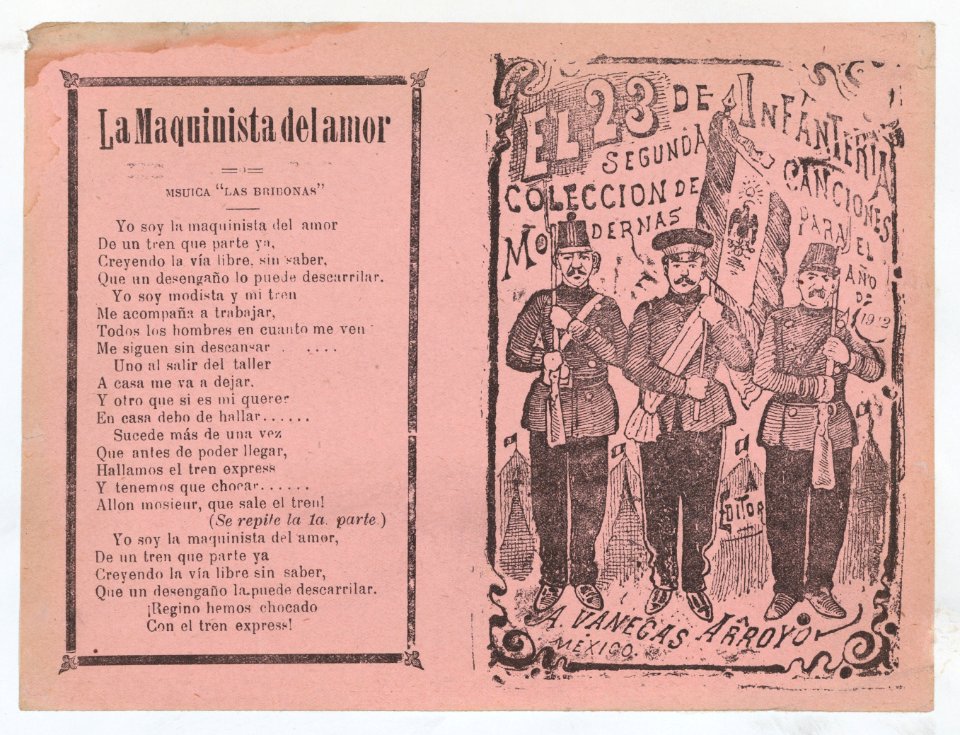 La Maquinista del amor
MSUICA "LAS BRIBONAS"
Yo soy la maquinista del amor
De un tren que parte ya,
Creyendo la vía libre, sin saber,
Que un desengaño lo puede descarrilar.
Yo soy modista y mi tren
Me acompaña a trabajar,
Todos los hombres en cuanto me ven
Me siguen sin descansar . ....
Uno al salir del taller
A casa me va a dejar,
Y otro que si es mi querer
En casa debo de hallar......
Sucede más de una vez
Que antes de poder llegar,
Hallamos el tren express
Y tenemos que chocar......
Allon mosieur, que sale el tren!
(Se repite la 1a. parte)
Yo soy la maquinista del amor,
De un tren que parte ya
Creyendo la vía libre sin saber,
Que un desengaño la puede descarrilar.
¡Regino hemos chocado
Con el tren express!
EL 23 DE INFANTERIA
SEGUNDA
COLECCION DE CANCIONES
MODERNAS PARA EL
AÑO DE
1912
EDITOR
A. VANEGAS ARROYO
MÉXICO.